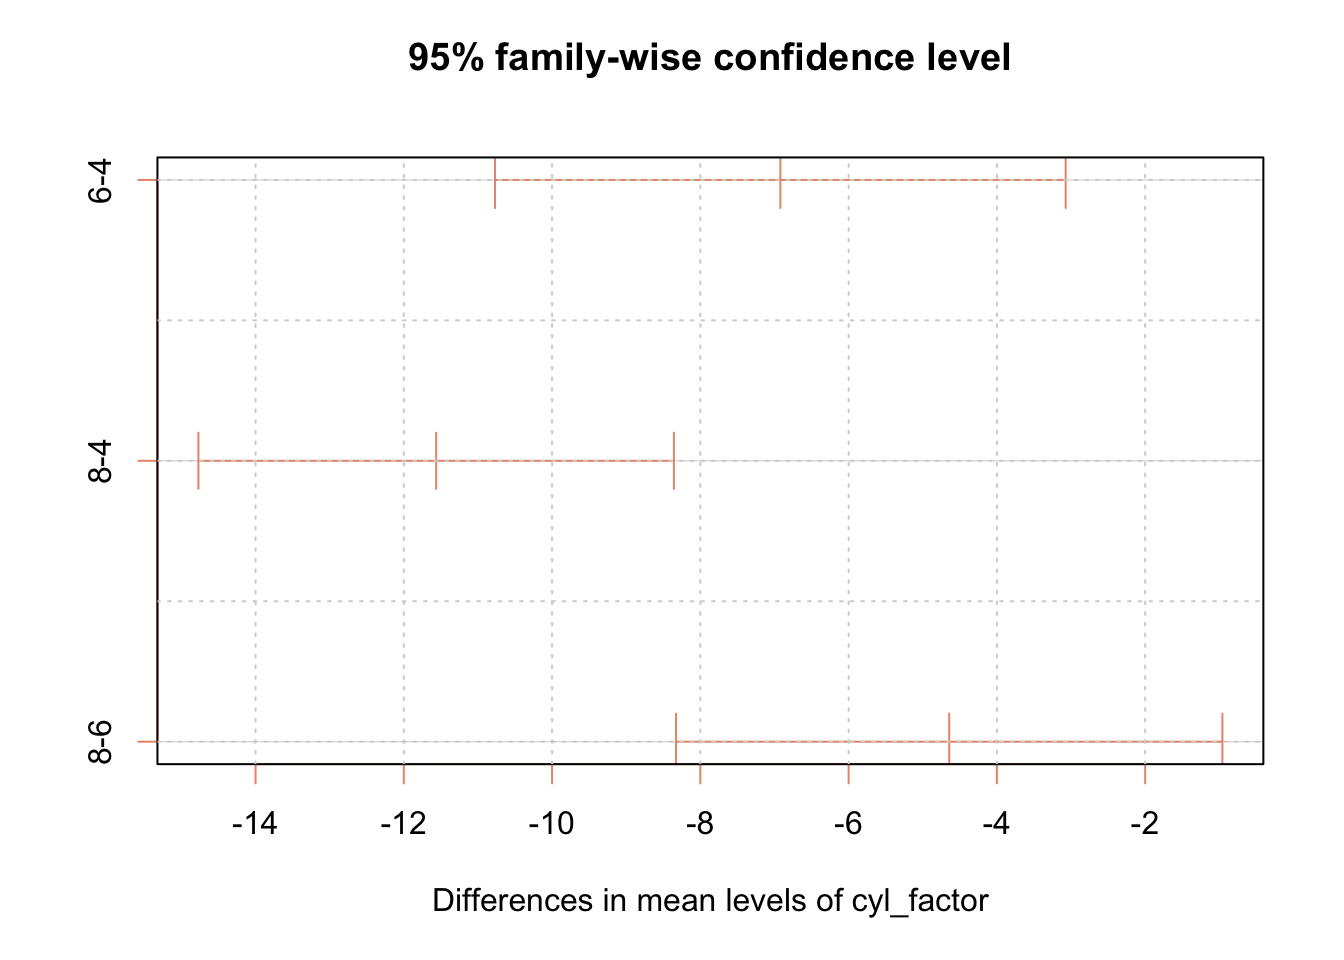 95% family-wise confidence level
6-4
8-4
8-6
-14 -12 -10 -8 -6 -4 -2
Differences in mean levels of cyl_factor